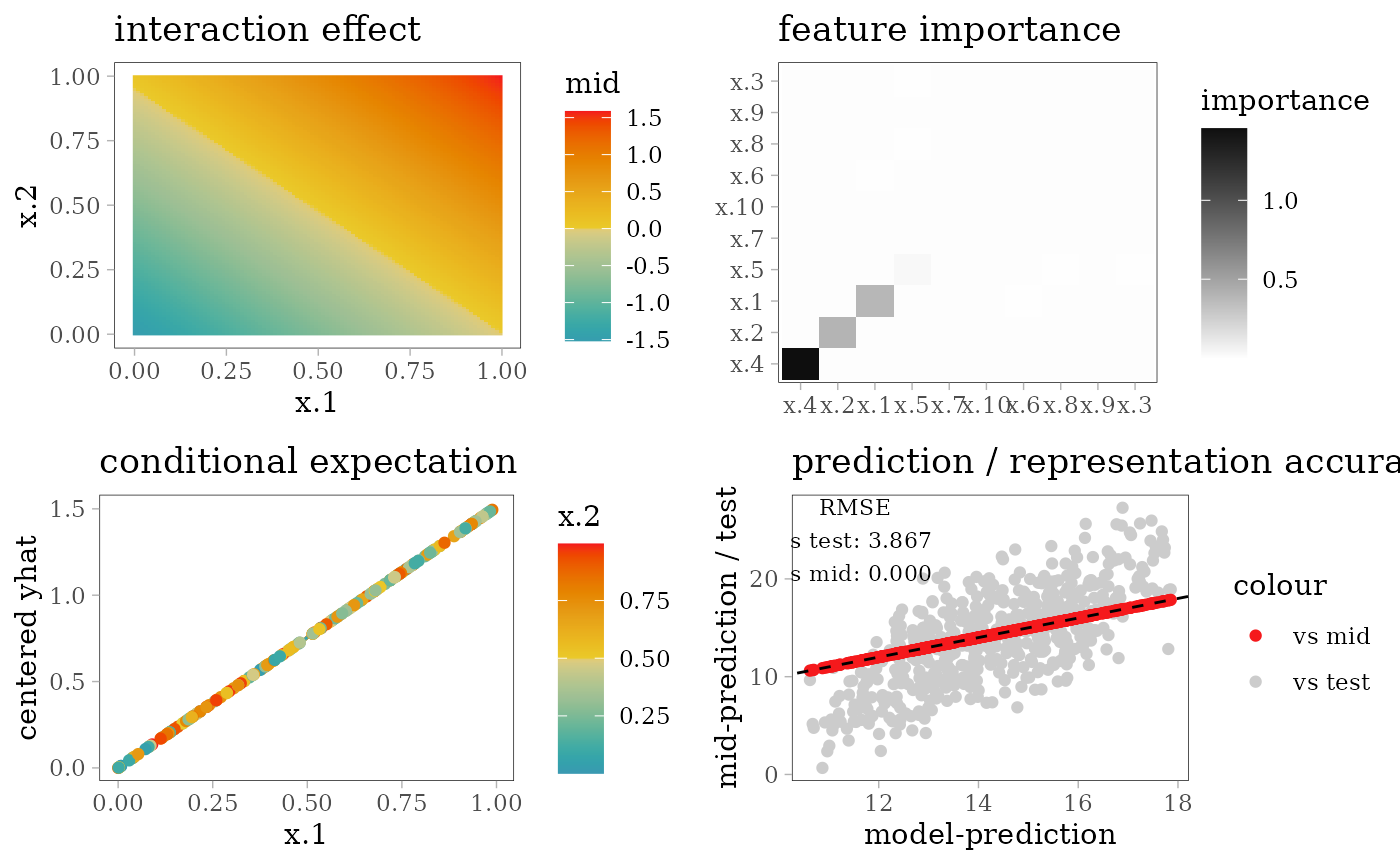 interaction effect
mid
1.5
1.0
0.5
0.0
-0.5
-1.0
-1.5
x.2
1.00
0.75
0.50
0.25
0.00
0.00 0.25 0.50 0.75 1.00
x.1
feature importance
importance
1.0
0.5
x.3
x.9
x.8
x.6
x.10
x.7
x.5
x.1
x.2
x.4
x.4 x.2 x.1 x.5 x.7 x.10 x.6 x.8 x.9 x.3
conditional expectation
x.2
0.75
0.50
0.25
centered yhat
1.5
1.0
0.5
0.0
0.00 0.25 0.50 0.75 1.00
x.1
prediction / representation accura
mid-prediction / test
RMSE
s test: 3.867
s mid: 0.000
20
10
0
12 14 16 18
model-prediction
colour
vs mid
vs test